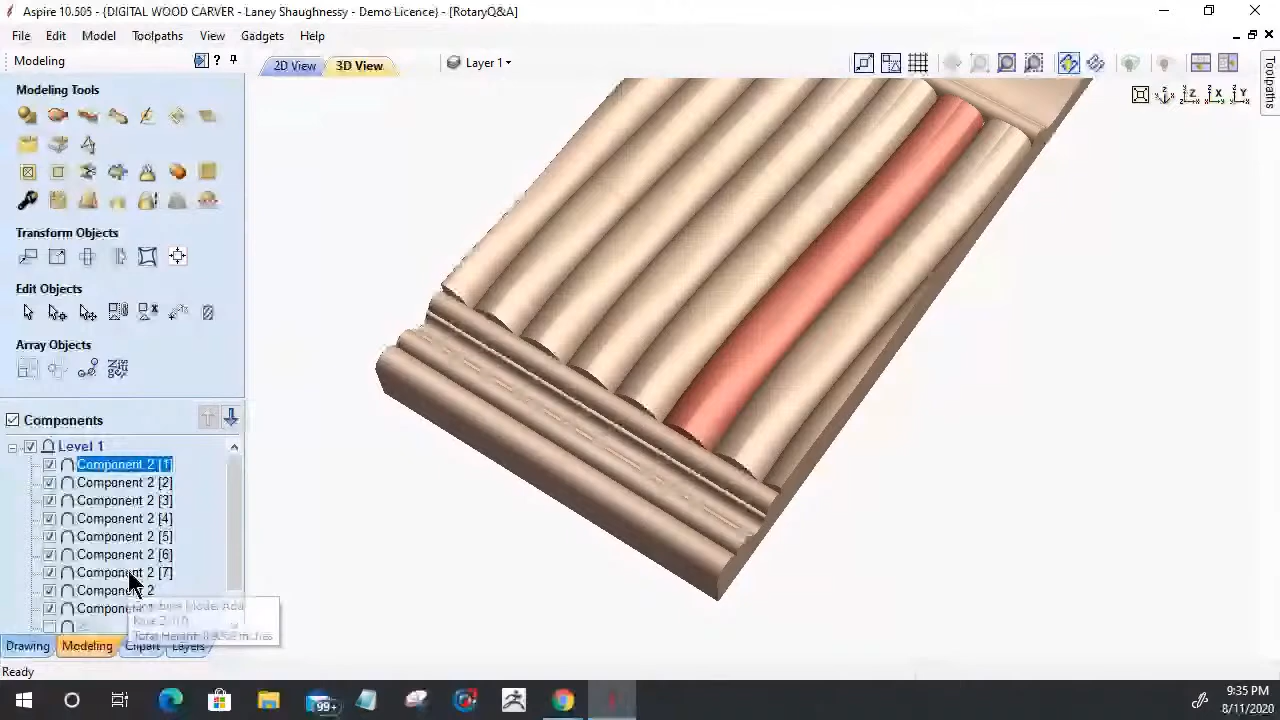 Aspire 10.505 - {DIGITAL WOOD CARVER - Laney Shaughnessy - Demo Licence} - [RotaryQ&A]
File Edit Model Toolpaths View Gadgets Help
Modeling
2D View 3D View Layer 1
Toolpaths
Modeling Tools
Z X Y
Transform Objects
Edit Objects
Array Objects
Components
Level 1
Component 2 [1]
Component 2 [2]
Component 2 [3]
Component 2 [4]
Component 2 [5]
Component 2 [6]
Component 2 [7]
Component 2
Drawing Modeling Clipart Layers
Ready
99+
9:35 PM
8/11/2020